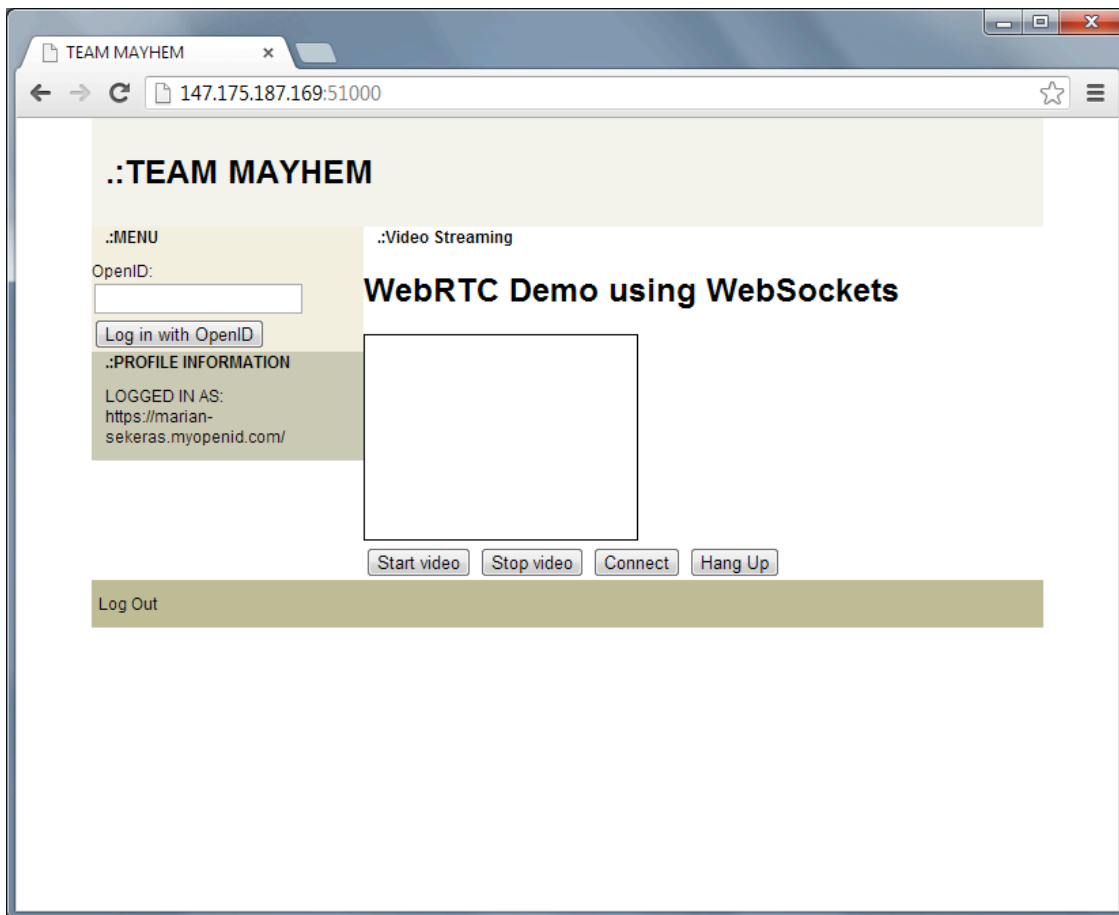 TEAM MAYHEM
147.175.187.169:51000
.:TEAM MAYHEM
.:MENU
OpenID:
Log in with OpenID
.:PROFILE INFORMATION
LOGGED IN AS:
https://marian-
sekeras.myopenid.com/
.:Video Streaming
WebRTC Demo using WebSockets
Start video Stop video Connect Hang Up
Log Out